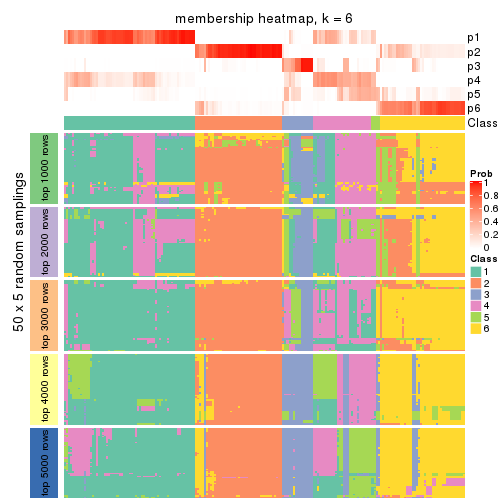 membership heatmap, k = 6
p1
p2
p3
p4
p5
p6
Class
50 x 5 random samplings
top 1000 rows
top 2000 rows
top 3000 rows
top 4000 rows
top 5000 rows
Prob
1
0.8
0.6
0.4
0.2
0
Class
1
2
3
4
5
6